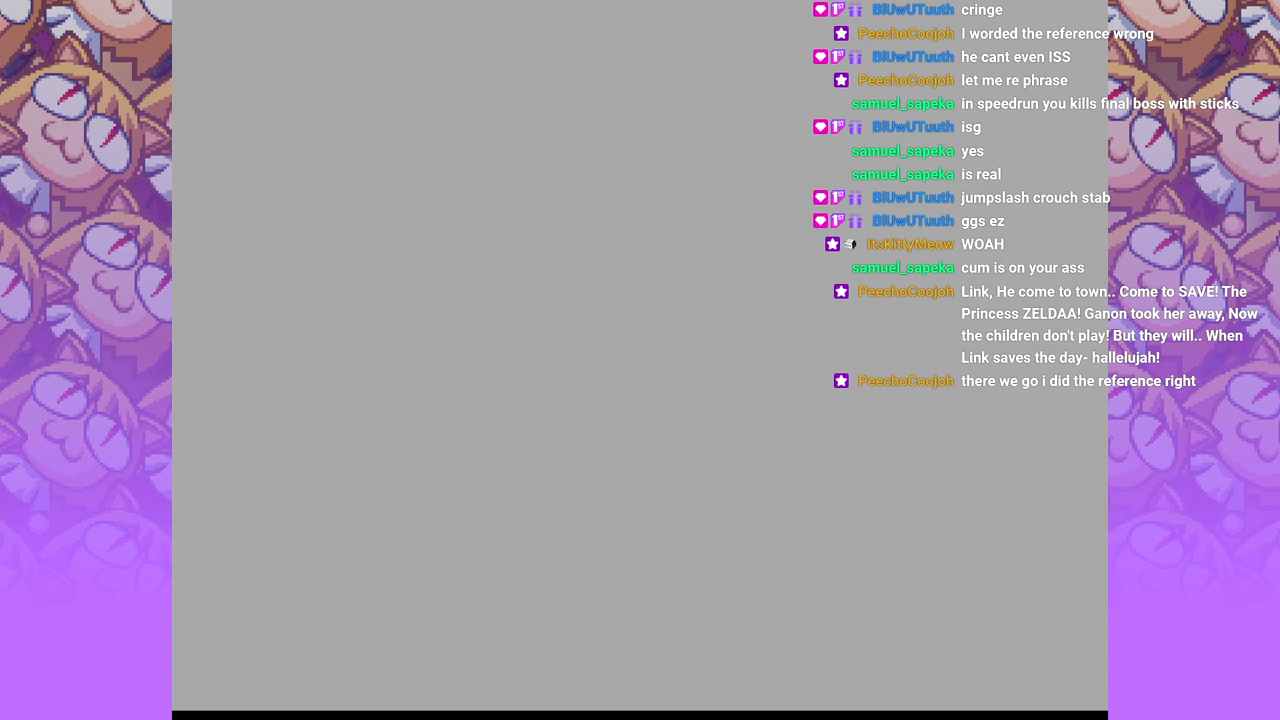 BlUwUTuuth cringe
PeechoCoojoh I worded the reference wrong
BlUwUTuuth he cant even ISS
PeechoCoojoh let me re phrase
samuel_sapeka in speedrun you kills final boss with sticks
BlUwUTuuth isg
samuel_sapeka yes
samuel_sapeka is real
BlUwUTuuth jumpslash crouch stab
BlUwUTuuth ggs ez
ItsKittyMeow WOAH
samuel_sapeka cum is on your ass
PeechoCoojoh Link, He come to town.. Come to SAVE! The
Princess ZELDAA! Ganon took her away, Now
the children don't play! But they will.. When
Link saves the day- hallelujah!
PeechoCoojoh there we go i did the reference right